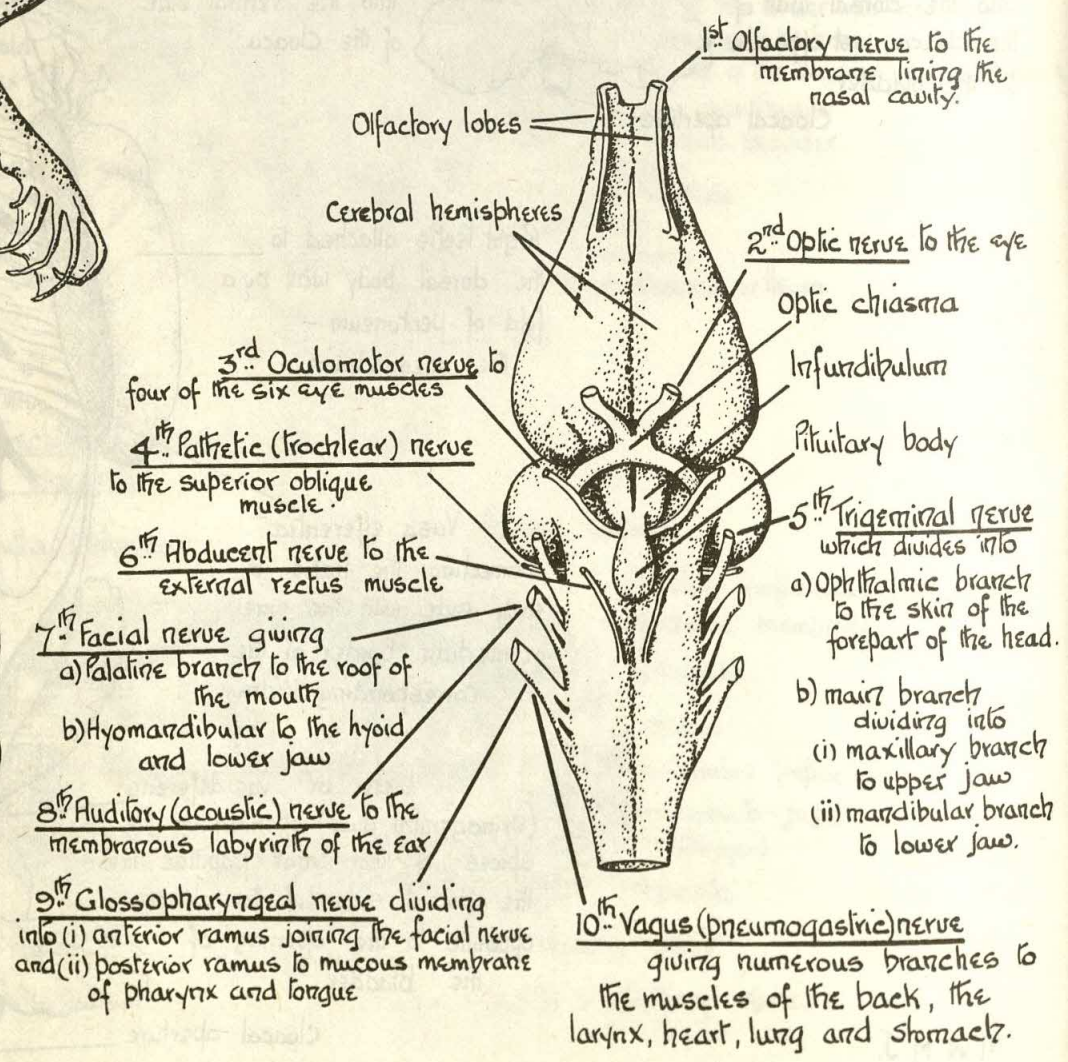 1st Olfactory nerve to the
membrane lining the
nasal cavity.
Olfactory lobes
Cerebral hemispheres
2nd Optic nerve to the eye
Optic chiasma
Infundibulum
Pituitary body
3rd Oculomotor nerve to
four of the six eye muscles
4th Pathetic (trochlear) nerve
to the superior oblique
muscle.
6th Abducent nerve to the
external rectus muscle
7th Facial nerve giving
a) Palatine branch to the roof of
the mouth
b) Hyomandibular to the hyoid
and lower jaw
8th Auditory (acoustic) nerve to the
membranous labyrinth of the ear
9th Glossopharyngeal nerve dividing
into (i) anterior ramus joining the facial nerve
and (ii) posterior ramus to mucous membrane
of pharynx and tongue
5th Trigeminal nerve
which divides into
a) Ophthalmic branch
to the skin of the
forepart of the head.
b) main branch
dividing into
(i) maxillary branch
to upper jaw
(ii) mandibular branch
to lower jaw.
10th Vagus (pneumogastric) nerve
giving numerous branches to
the muscles of the back, the
larynx, heart, lung and stomach.